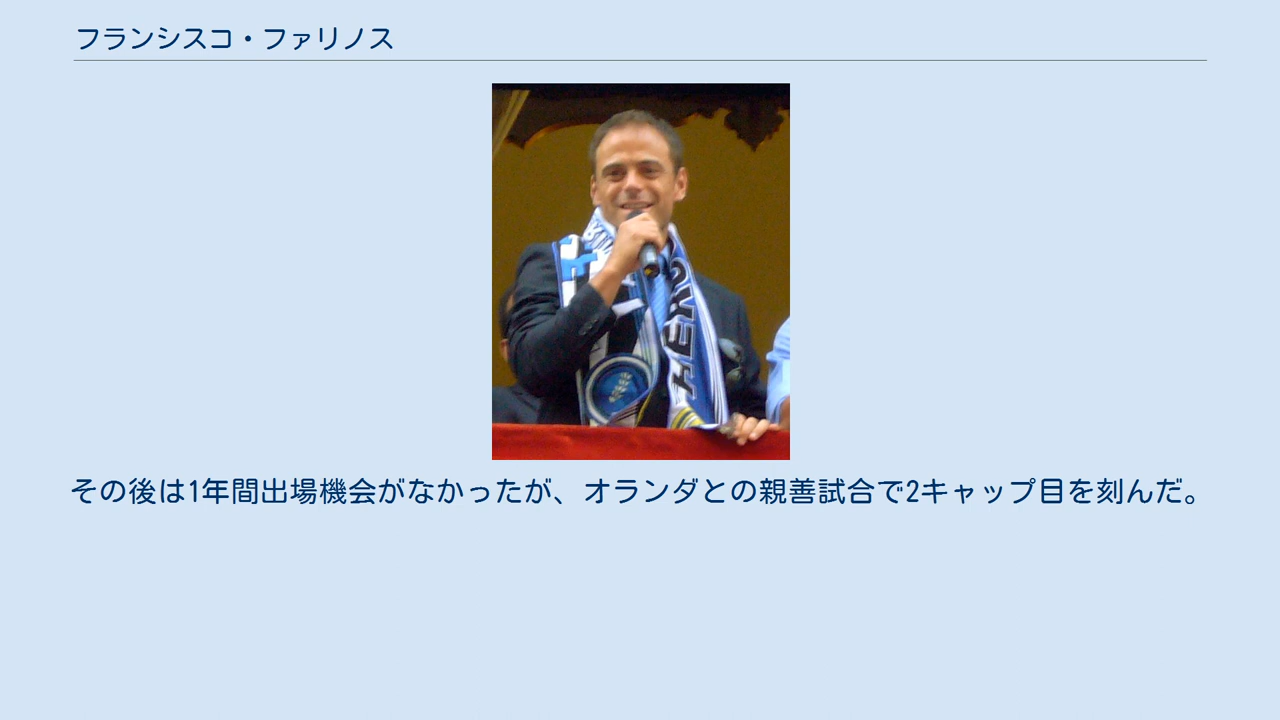 フランシスコ・ファリノス
HERC
その後は1年間出場機会がなかったが、オランダとの親善試合で2キャップ目を刻んだ。